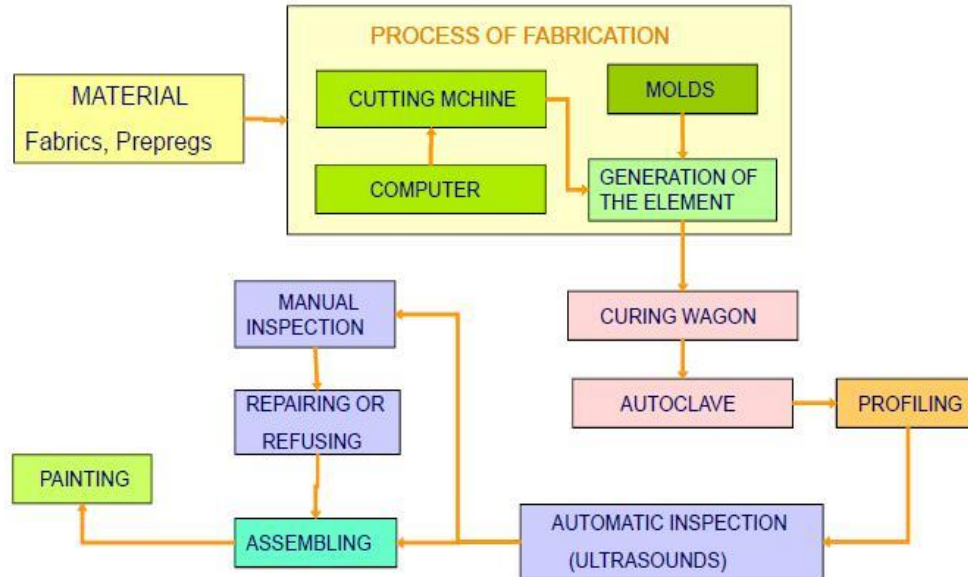 PROCESS OF FABRICATION
MATERIAL
Fabrics, Prepregs
CUTTING MCHINE
MOLDS
COMPUTER
GENERATION OF
THE ELEMENT
MANUAL
INSPECTION
CURING WAGON
REPAIRING OR
REFUSING
AUTOCLAVE
PROFILING
PAINTING
ASSEMBLING
AUTOMATIC INSPECTION
(ULTRASOUNDS)